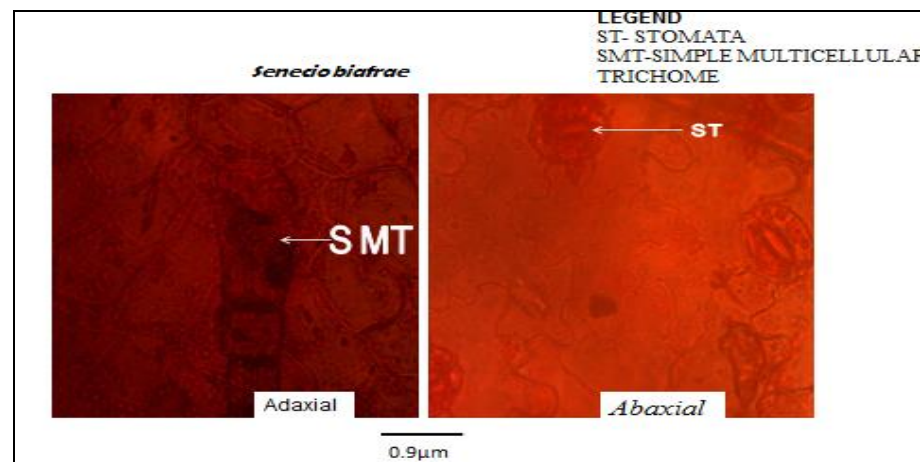 LEGEND
ST- STOMATA
SMT-SIMPLE MULTICELLULAR
TRICHOME
Senecio biafrae
ST
SMT
Adaxial
Abaxial
0.9µm